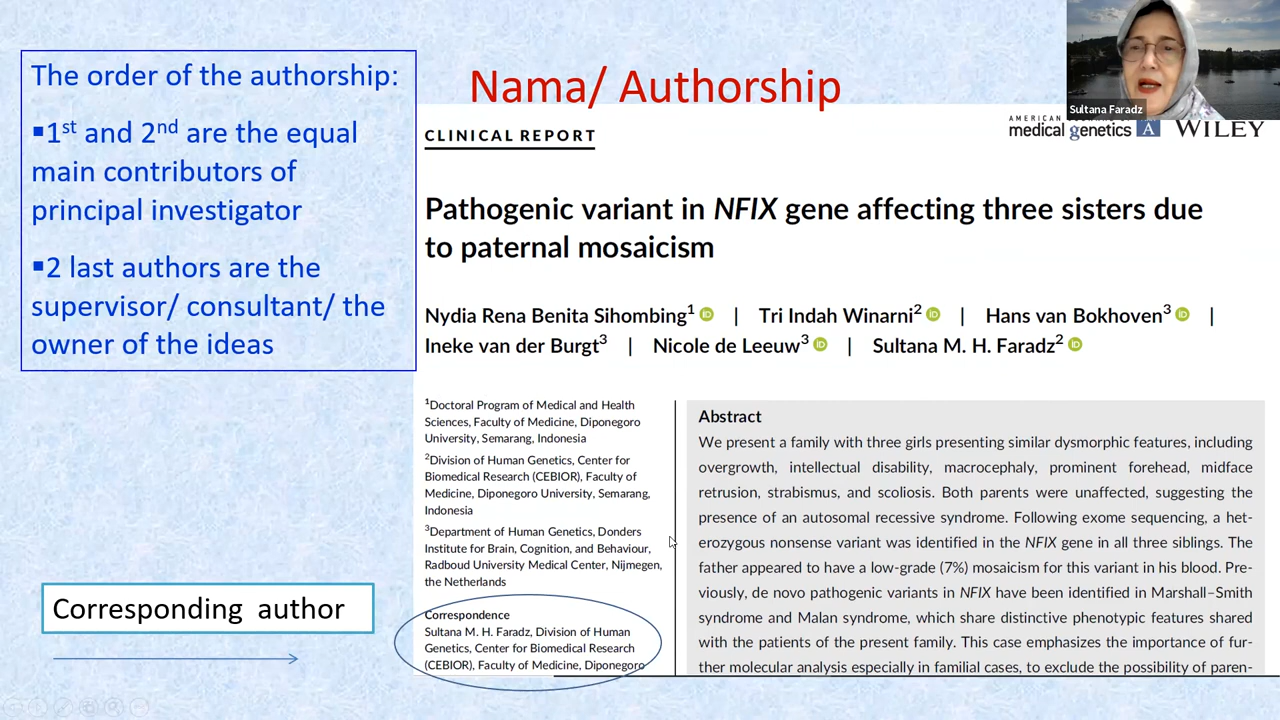 Nama/ Authorship
The order of the authorship:
▪1st and 2nd are the equal
main contributors of
principal investigator
▪2 last authors are the
supervisor/ consultant/ the
owner of the ideas
Corresponding author
Sultana Faradz
CLINICAL REPORT
AMERICAN
medical genetics A WILEY
Pathogenic variant in NFIX gene affecting three sisters due
to paternal mosaicism
Nydia Rena Benita Sihombing1 iD | Tri Indah Winarni2 iD | Hans van Bokhoven3 iD |
Ineke van der Burgt3 | Nicole de Leeuw3 iD | Sultana M. H. Faradz2 iD
1Doctoral Program of Medical and Health
Sciences, Faculty of Medicine, Diponegoro
University, Semarang, Indonesia
2Division of Human Genetics, Center for
Biomedical Research (CEBIOR), Faculty of
Medicine, Diponegoro University, Semarang,
Indonesia
3Department of Human Genetics, Donders
Institute for Brain, Cognition, and Behaviour,
Radboud University Medical Center, Nijmegen,
the Netherlands
Correspondence
Sultana M. H. Faradz, Division of Human
Genetics, Center for Biomedical Research
(CEBIOR), Faculty of Medicine, Diponegoro
Abstract
We present a family with three girls presenting similar dysmorphic features, including
overgrowth, intellectual disability, macrocephaly, prominent forehead, midface
retrusion, strabismus, and scoliosis. Both parents were unaffected, suggesting the
presence of an autosomal recessive syndrome. Following exome sequencing, a het-
erozygous nonsense variant was identified in the NFIX gene in all three siblings. The
father appeared to have a low-grade (7%) mosaicism for this variant in his blood. Pre-
viously, de novo pathogenic variants in NFIX have been identified in Marshall–Smith
syndrome and Malan syndrome, which share distinctive phenotypic features shared
with the patients of the present family. This case emphasizes the importance of fur-
ther molecular analysis especially in familial cases, to exclude the possibility of paren-